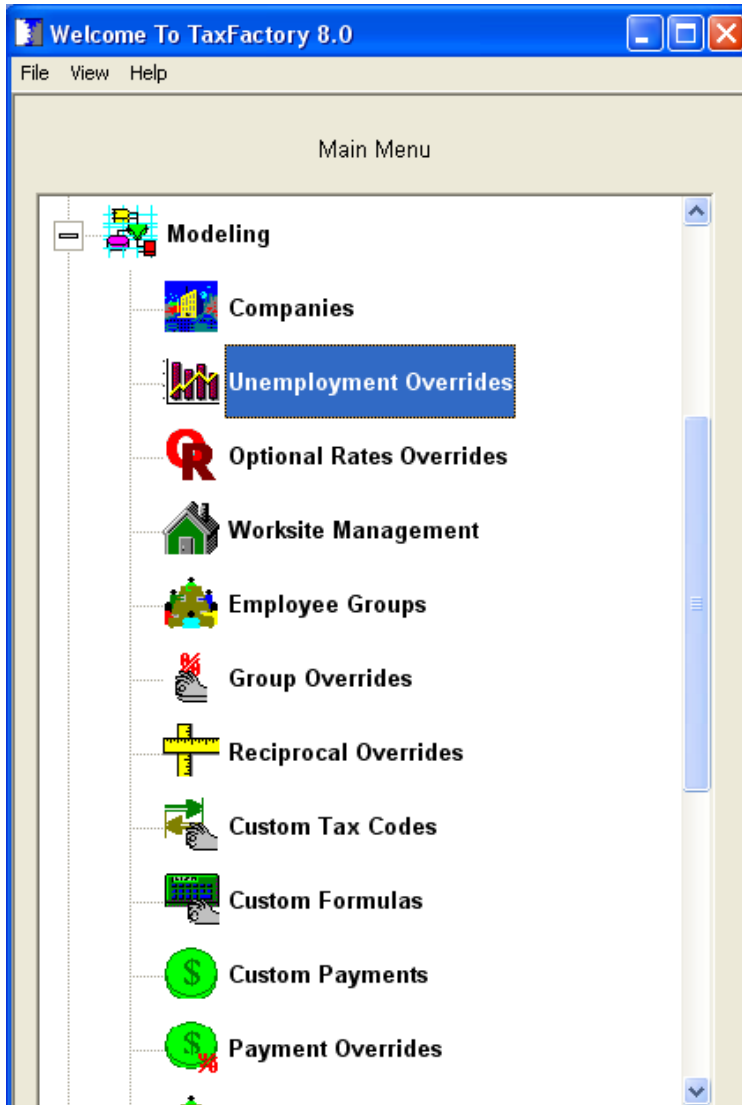 Welcome To TaxFactory 8.0
File View Help
Main Menu
Modeling
Companies
Unemployment Overrides
OR
Optional Rates Overrides
Worksite Management
Employee Groups
%
Group Overrides
Reciprocal Overrides
Custom Tax Codes
Custom Formulas
$
Custom Payments
$%
Payment Overrides